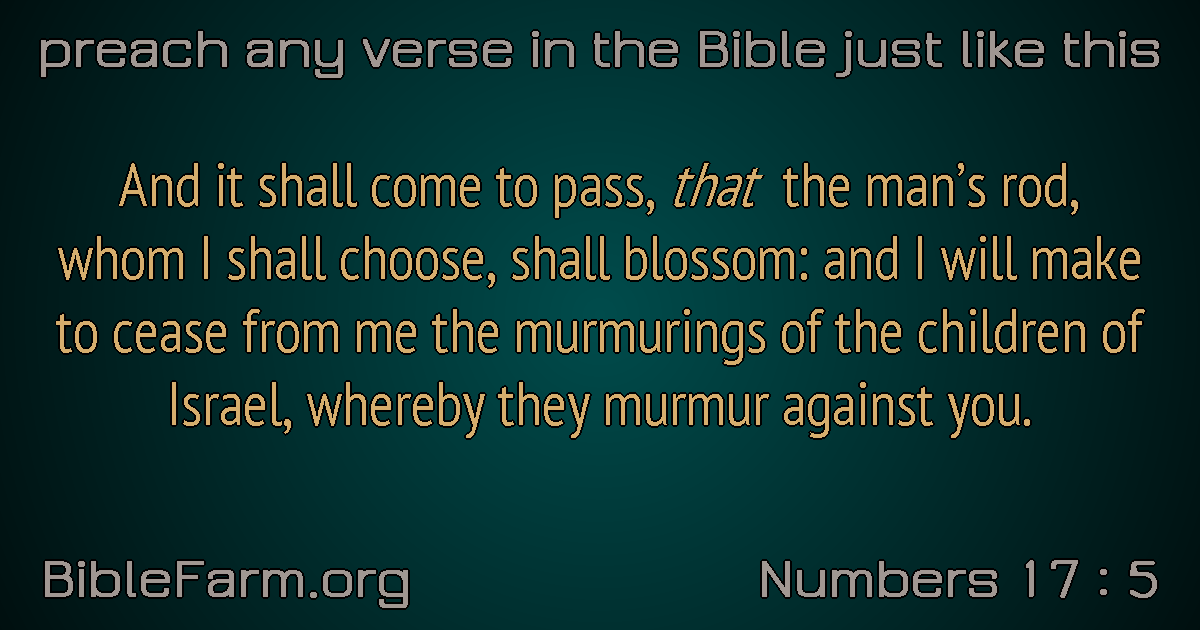 preach any verse in the Bible just like this
And it shall come to pass, that the man’s rod,
whom I shall choose, shall blossom: and I will make
to cease from me the murmurings of the children of
Israel, whereby they murmur against you.
BibleFarm.org
Numbers 17 : 5